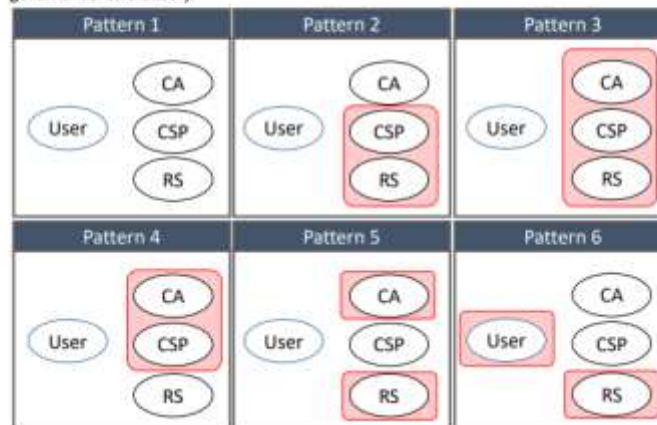 Pattern 1 Pattern 2 Pattern 3
CA CA CA
User CSP User CSP User CSP
RS RS RS
Pattern 4 Pattern 5 Pattern 6
CA CA CA
User CSP User CSP User CSP
RS RS RS